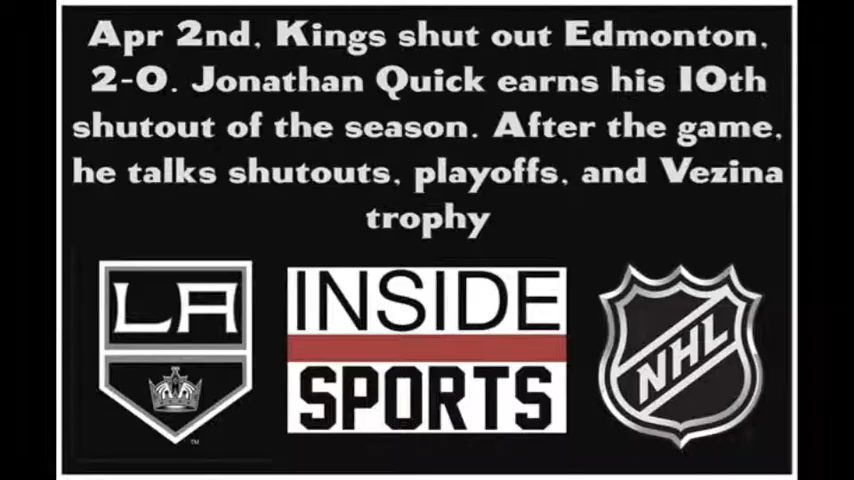 Apr 2nd, Kings shut out Edmonton,
2-0. Jonathan Quick earns his 10th
shutout of the season. After the game,
he talks shutouts, playoffs, and Vezina
trophy
LA
INSIDE
SPORTS
NHL
TM